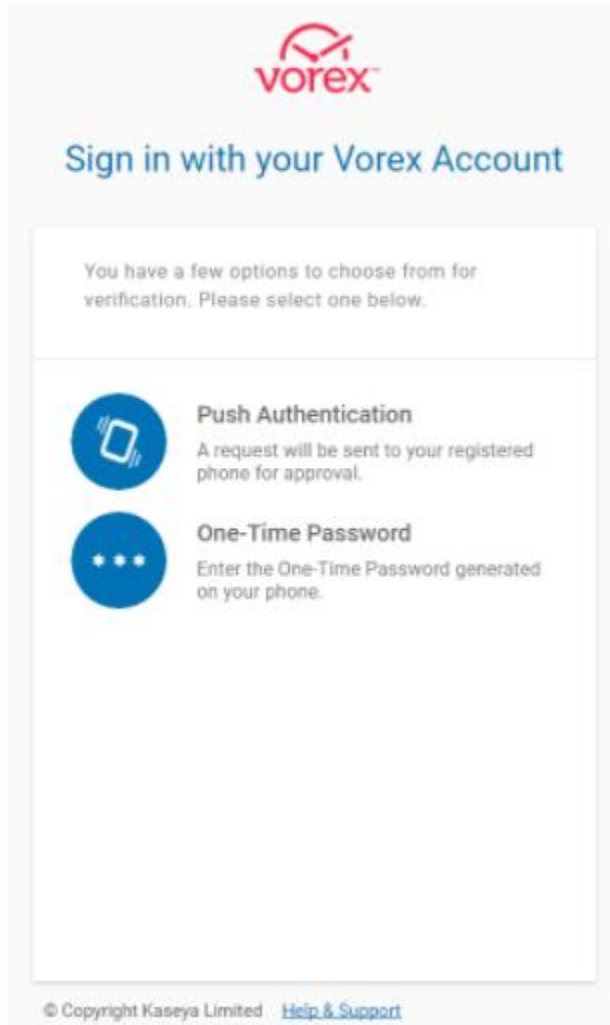 vorex™
Sign in with your Vorex Account
You have a few options to choose from for
verification. Please select one below.
Push Authentication
A request will be sent to your registered
phone for approval.
One-Time Password
Enter the One-Time Password generated
on your phone.
© Copyright Kaseya Limited Help & Support